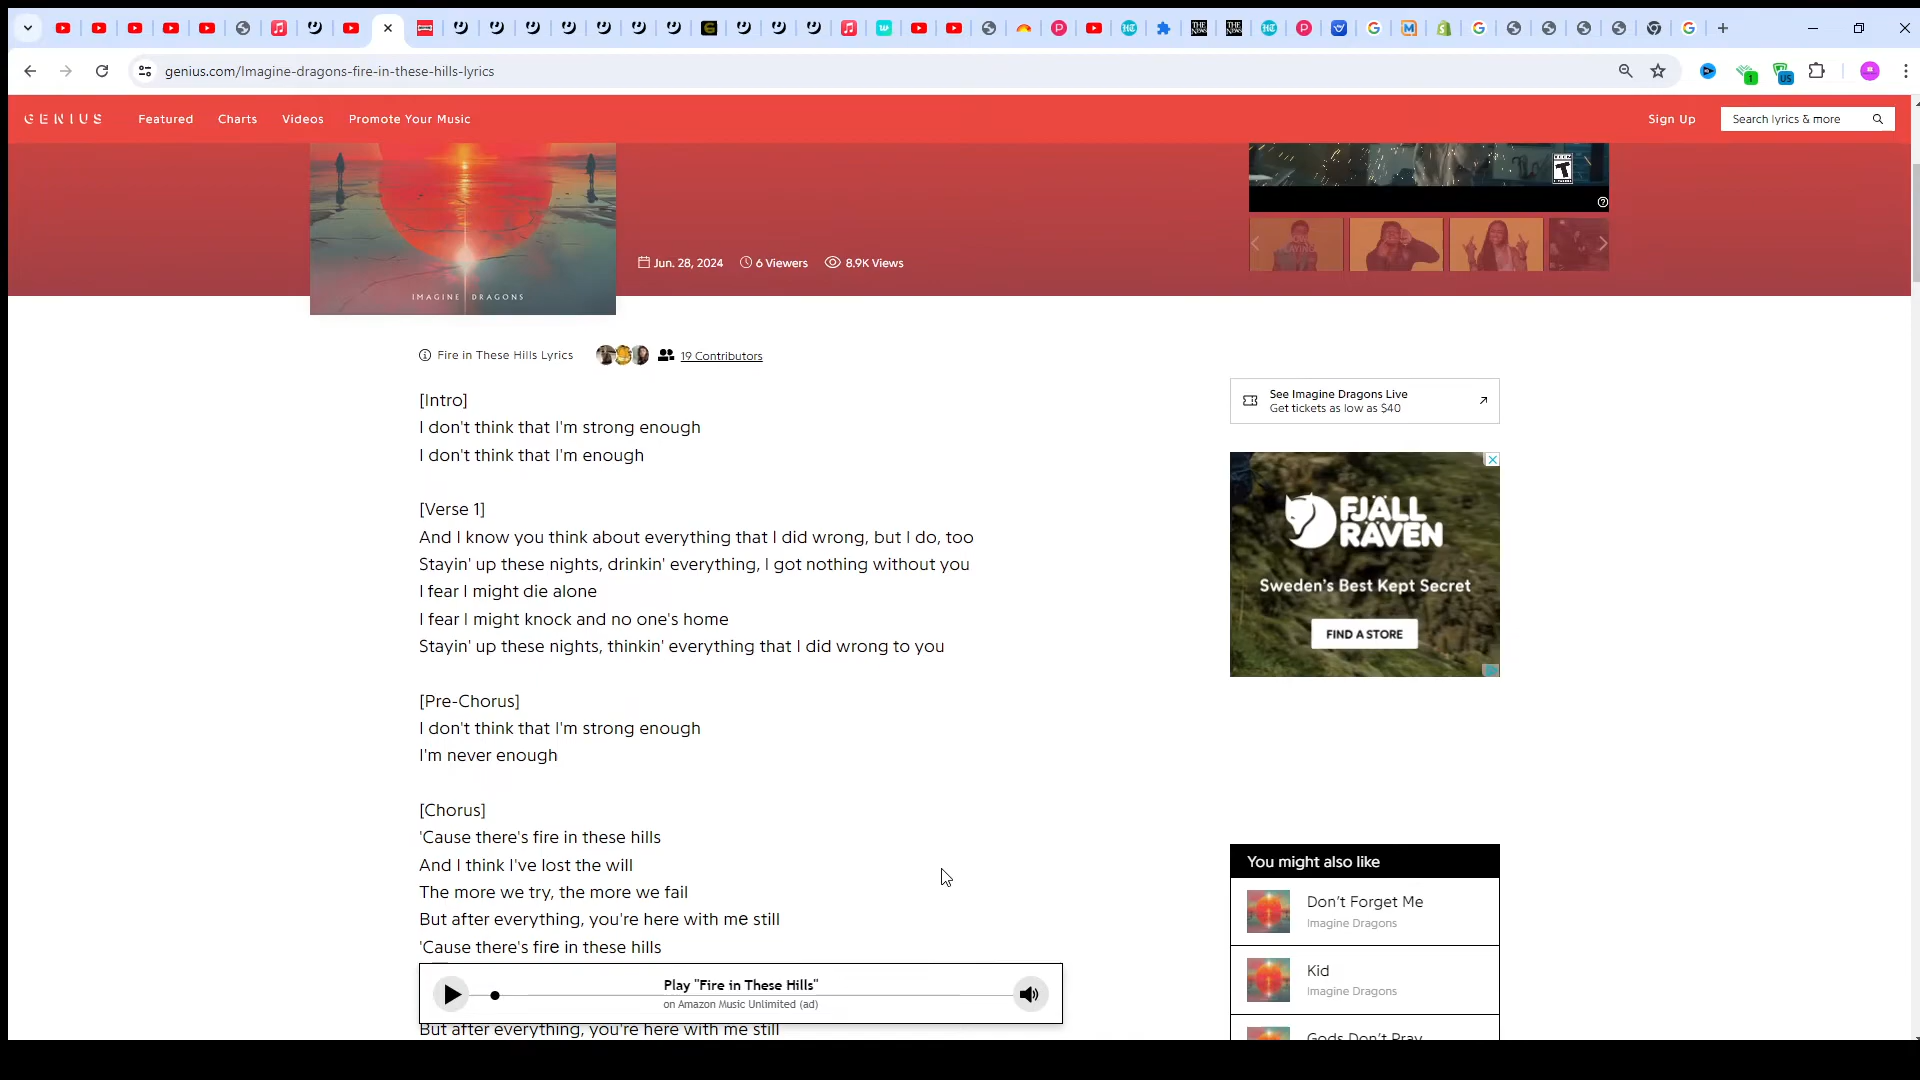 genius.com/Imagine-dragons-fire-in-these-hills-lyrics
GENIUS
Featured
Charts
Videos
Promote Your Music
Sign Up
Search lyrics & more
IMAGINE DRAGONS
Jun. 28, 2024
6 Viewers
8.9K Views
T
Fire in These Hills Lyrics
19 Contributors
[Intro]
I don't think that I'm strong enough
I don't think that I'm enough
[Verse 1]
And I know you think about everything that I did wrong, but I do, too
Stayin' up these nights, drinkin' everything, I got nothing without you
I fear I might die alone
I fear I might knock and no one's home
Stayin' up these nights, thinkin' everything that I did wrong to you
[Pre-Chorus]
I don't think that I'm strong enough
I'm never enough
[Chorus]
'Cause there's fire in these hills
And I think I've lost the will
The more we try, the more we fail
But after everything, you're here with me still
'Cause there's fire in these hills
Play "Fire in These Hills"
on Amazon Music Unlimited (ad)
But after everything, you're here with me still
See Imagine Dragons Live
Get tickets as low as $40
FJÄLL
RÄVEN
Sweden's Best Kept Secret
FIND A STORE
You might also like
Don't Forget Me
Imagine Dragons
Kid
Imagine Dragons
Gods Don't Pray
1
US